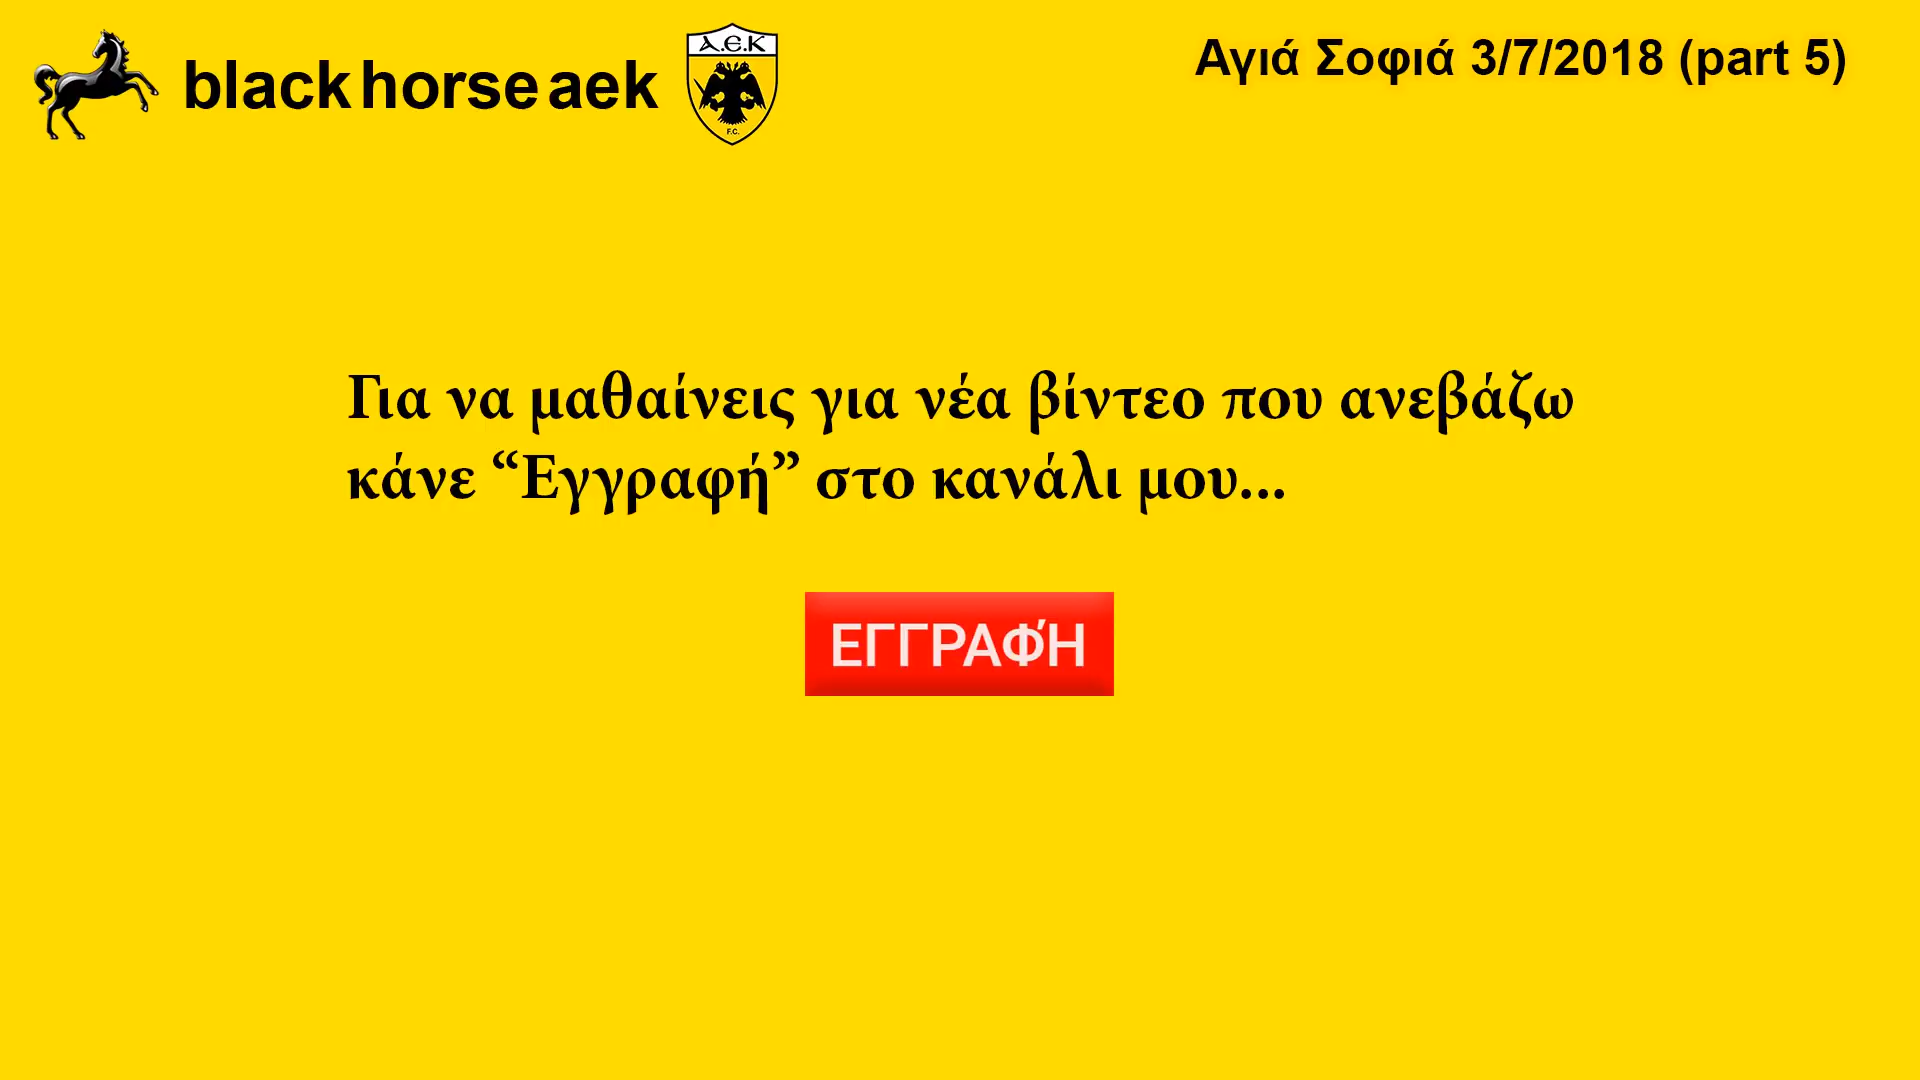 black horse aek
Α.Ε.Κ
F.C.
Αγιά Σοφιά 3/7/2018 (part 5)
Για να μαθαίνεις για νέα βίντεο που ανεβάζω
κάνε “Εγγραφή” στο κανάλι μου...
ΕΓΓΡΑΦΉ